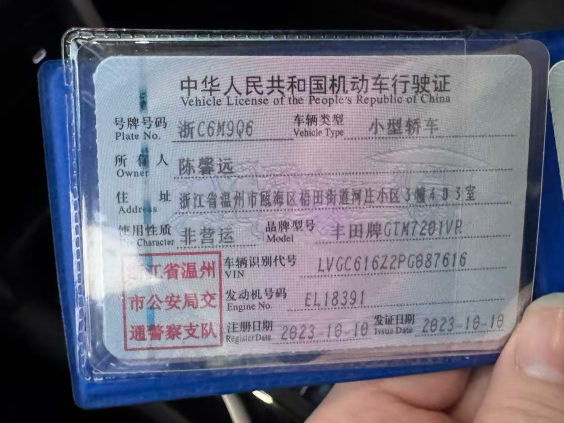 中华人民共和国机动车行驶证
Vehicle License of the People's Republic of China
号牌号码 浙C6M9Q6 车辆类型 小型轿车
Plate No. Vehicle Type
所有人 陈馨远
Owner
住址 浙江省温州市瓯海区梧田街道河庄小区3幢403室
Address
使用性质 非营运 品牌型号 丰田牌GTM7201VR
Character Model
浙江省温州 车辆识别代号 LVGC616Z2PG887616
VIN
市公安局交 发动机号码 EL18391
Engine No.
通警察支队 注册日期 2023-10-10 发证日期 2023-10-10
Register Date Issue Date